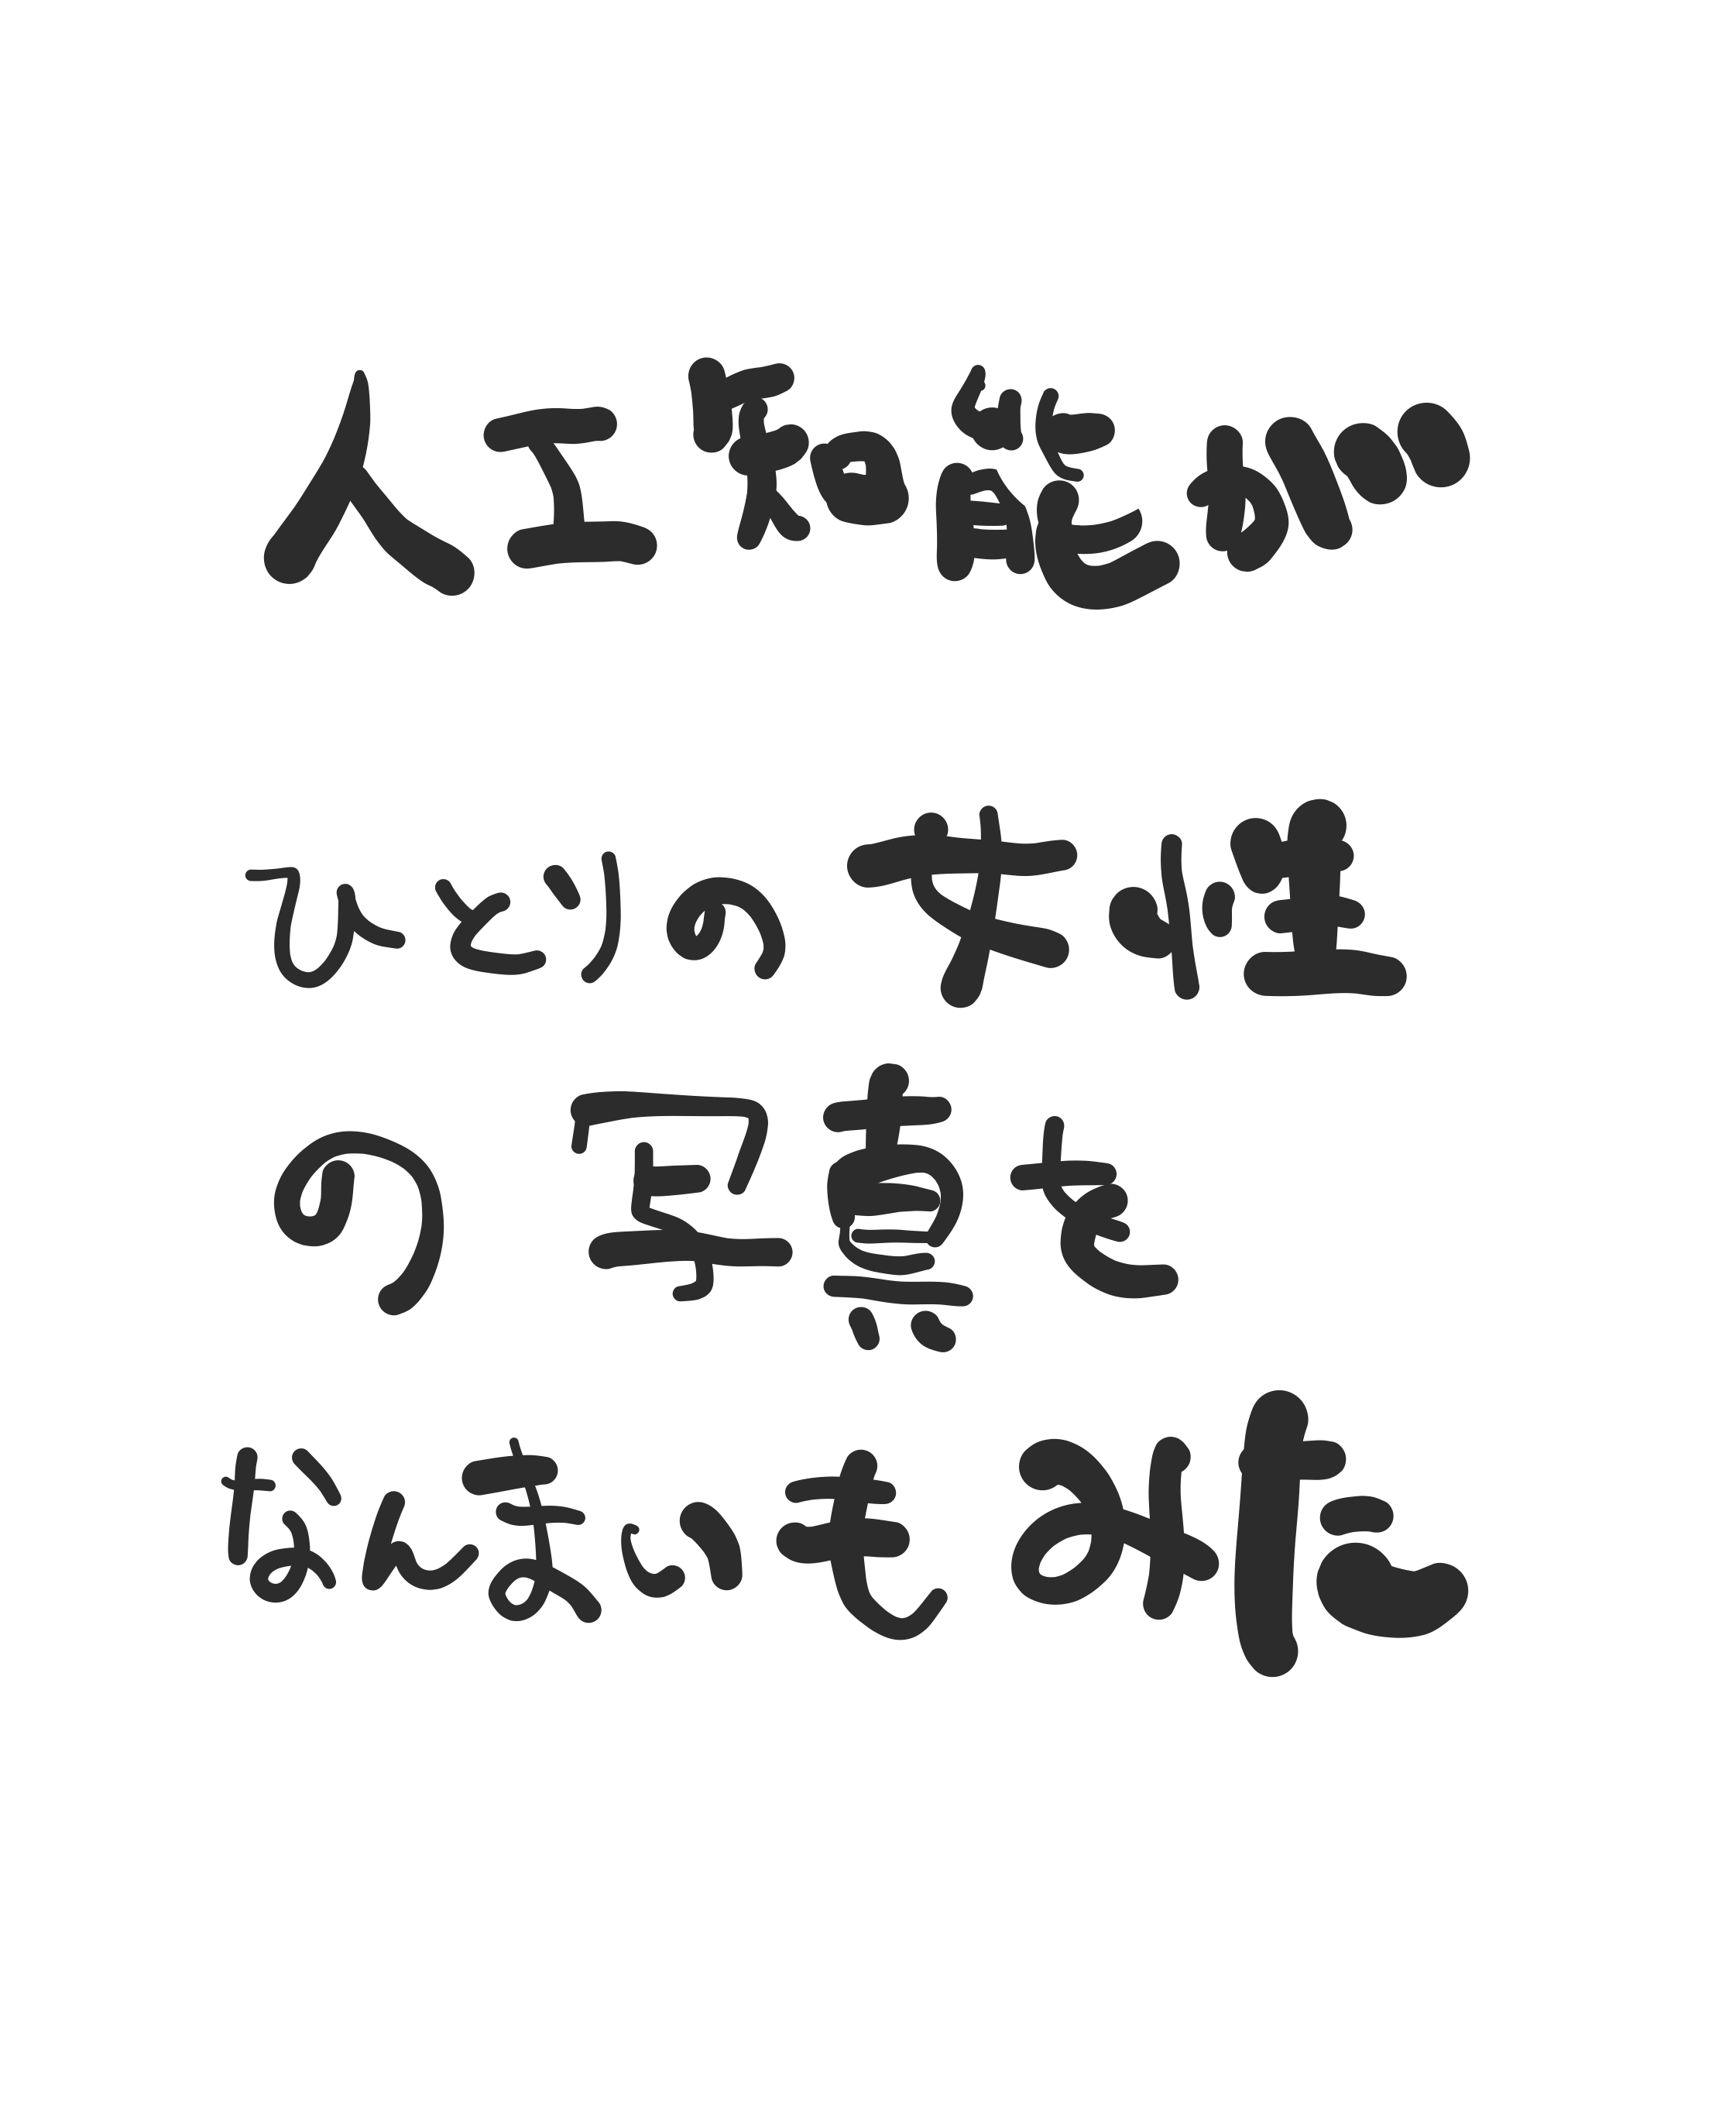 人工知能が
ひとりの女性
の写真を
なんまいもみた